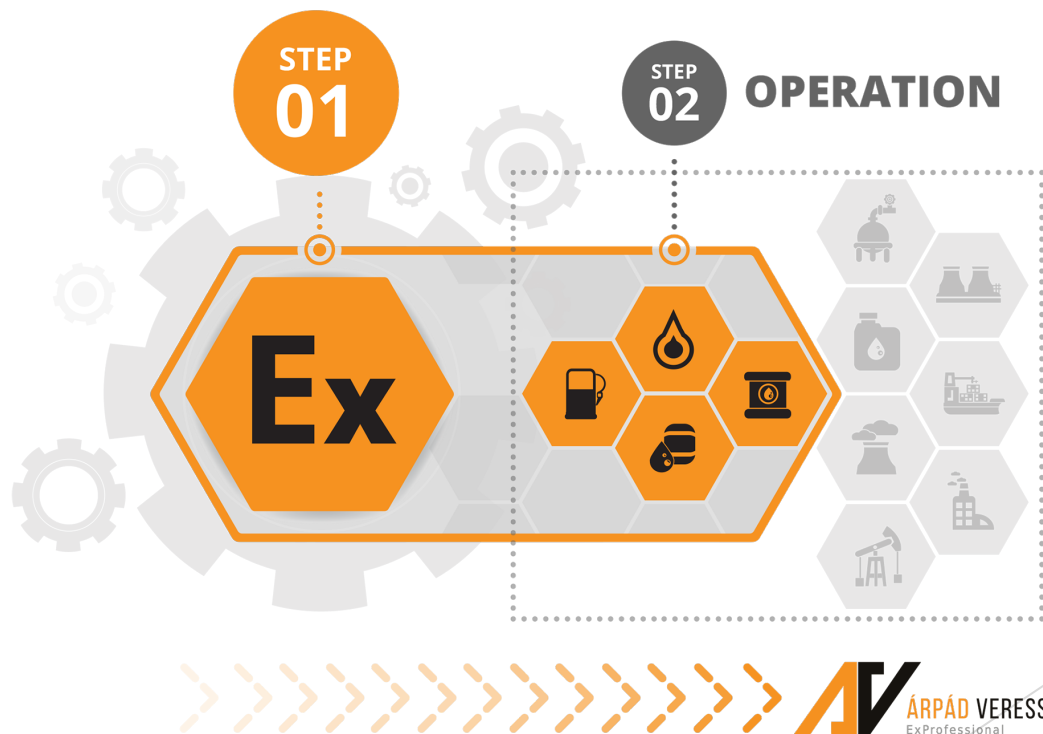 STEP
01
STEP
02
OPERATION
Ex
ÁRPÁD VERESS
ExProfessional